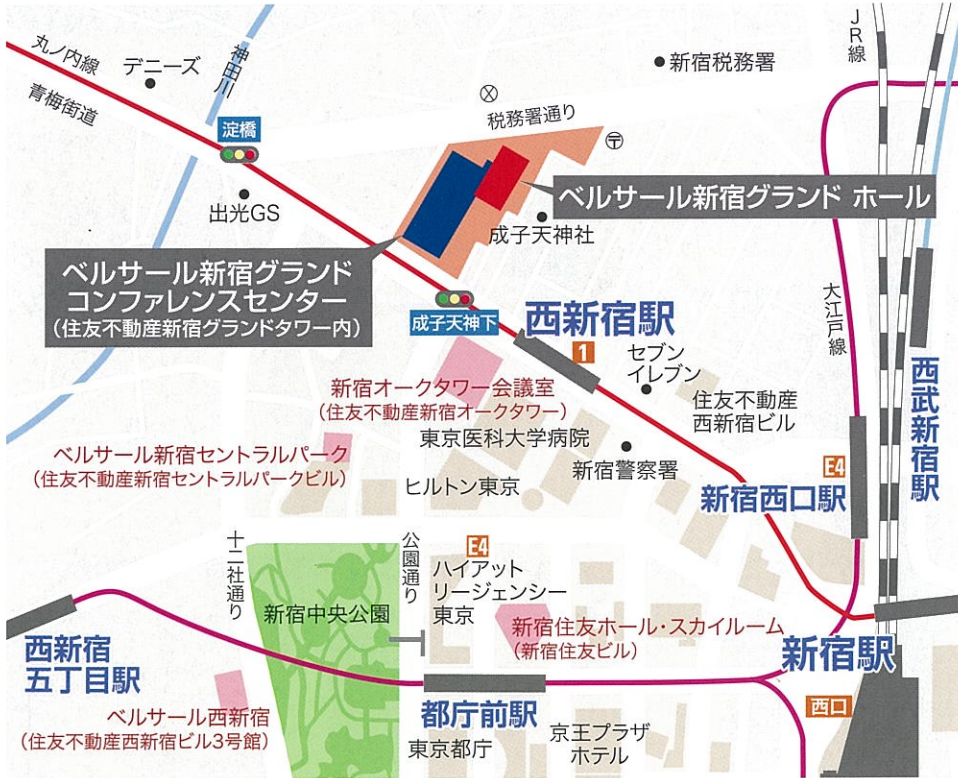 丸ノ内線
青梅街道
デニーズ
神田川
淀橋
出光GS
税務署通り
新宿税務署
JR線
ベルサール新宿グランド ホール
成子天神社
ベルサール新宿グランド
コンファレンスセンター
(住友不動産新宿グランドタワー内)
成子天神下
西新宿駅
1
セブン
イレブン
大江戸線
西武新宿駅
新宿オークタワー会議室
(住友不動産新宿オークタワー)
住友不動産
西新宿ビル
東京医科大学病院
新宿警察署
ベルサール新宿セントラルパーク
(住友不動産新宿セントラルパークビル)
ヒルトン東京
E4
新宿西口駅
十二社通り
公園通り
E4
ハイアット
リージェンシー
東京
新宿中央公園
新宿住友ホール・スカイルーム
(新宿住友ビル)
新宿駅
西新宿
五丁目駅
西口
ベルサール西新宿
(住友不動産西新宿ビル3号館)
都庁前駅
東京都庁
京王プラザ
ホテル